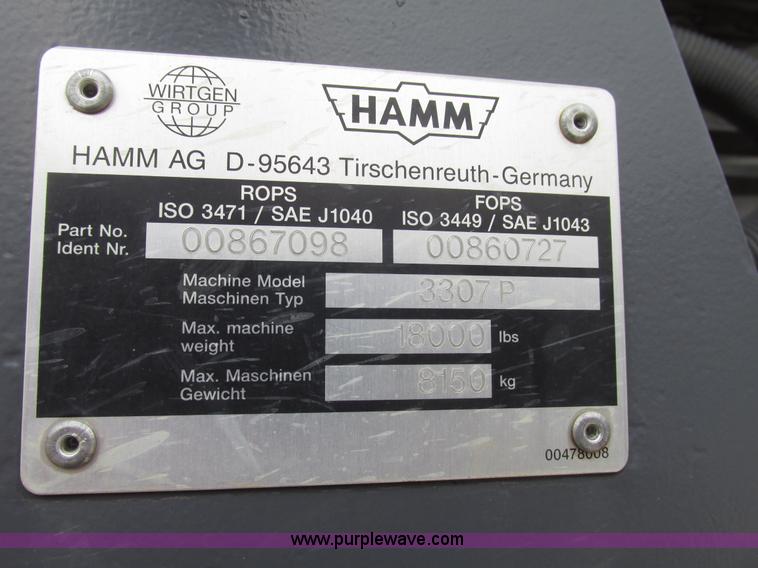 WIRTGEN
GROUP
HAMM
HAMM AG D-95643 Tirschenreuth-Germany
ROPS
ISO 3471 / SAE J1040
FOPS
ISO 3449 / SAE J1043
Part No.
Ident Nr.
00867098
00860727
Machine Model
Maschinen Typ
3307 P
Max. machine
weight
18000 lbs
Max. Maschinen
Gewicht
8150 kg
00478008
www.purplewave.com